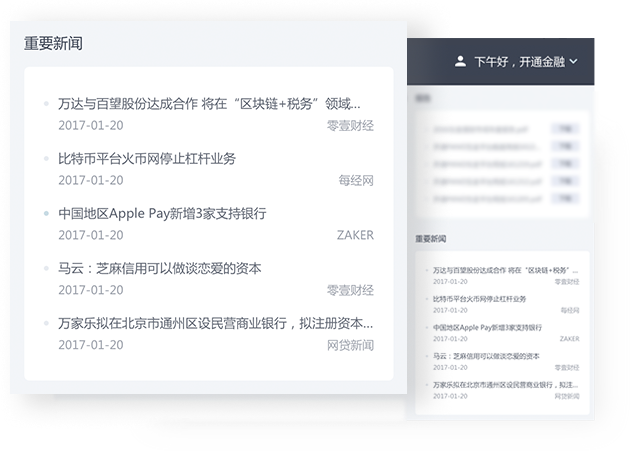 重要新闻
万达与百望股份达成合作 将在“区块链+税务”领域...
2017-01-20 零壹财经
比特币平台火币网停止杠杆业务
2017-01-20 每经网
中国地区Apple Pay新增3家支持银行
2017-01-20 ZAKER
马云：芝麻信用可以做谈恋爱的资本
2017-01-20 零壹财经
万家乐拟在北京市通州区设民营商业银行，拟注册资本...
2017-01-20 网贷新闻
下午好，开通金融
重要新闻
万达与百望股份达成合作 将在“区块链+税务”...
2017-01-20 零壹财经
比特币平台火币网停止杠杆业务
2017-01-20 每经网
中国地区Apple Pay新增3家支持银行
2017-01-20 ZAKER
马云：芝麻信用可以做谈恋爱的资本
2017-01-20 零壹财经
万家乐拟在北京市通州区设民营商业银行，拟注...
2017-01-20 网贷新闻